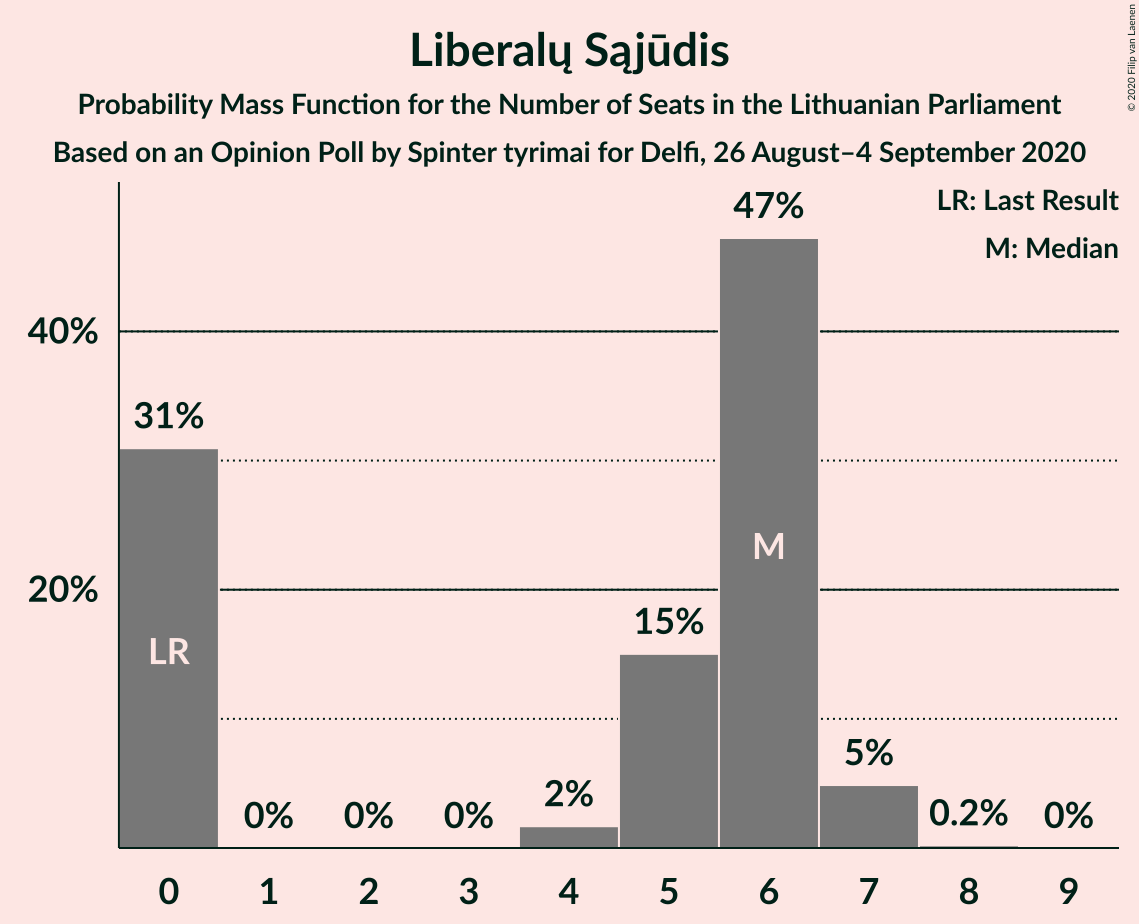 Liberalų Sąjūdis
Probability Mass Function for the Number of Seats in the Lithuanian Parliament
Based on an Opinion Poll by Spinter tyrimai for Delfi, 26 August–4 September 2020
© 2020 Filip van Laenen
LR: Last Result
M: Median
40%
20%
31%
0%
0%
0%
2%
15%
47%
5%
0.2%
0%
LR
M
0 1 2 3 4 5 6 7 8 9